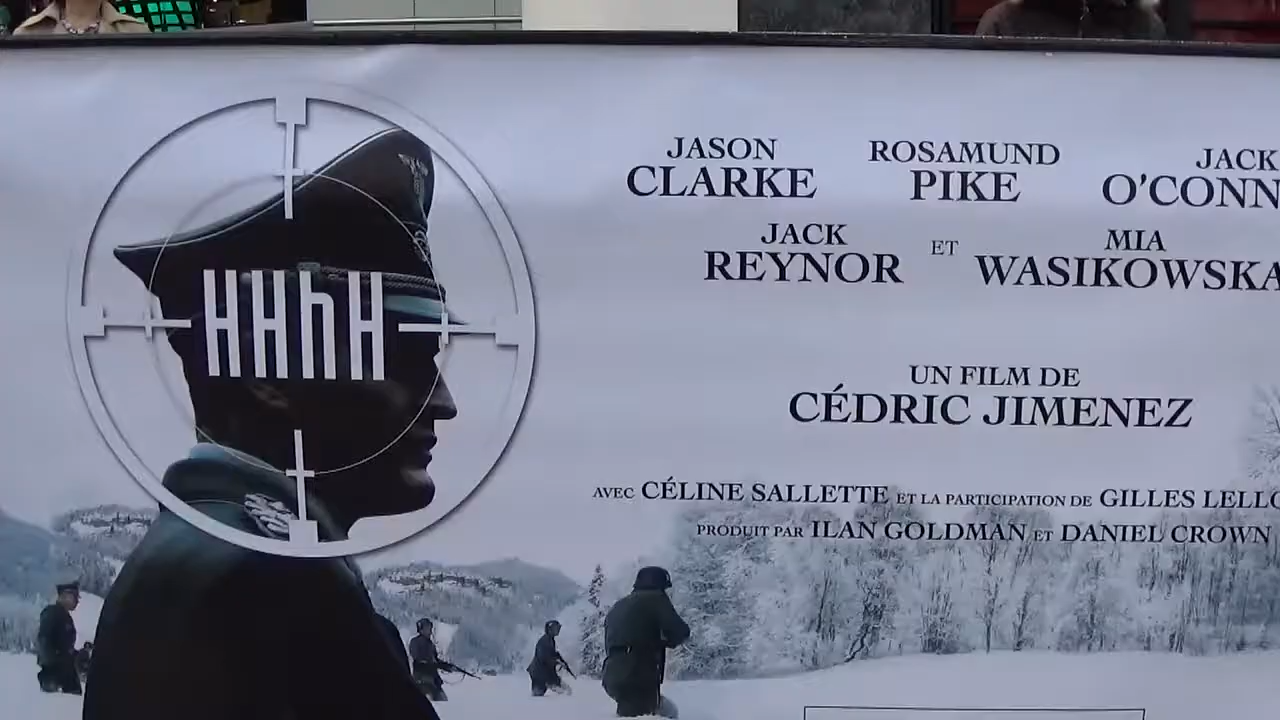 HHhH
JASON CLARKE
ROSAMUND PIKE
JACK O'CONN
JACK REYNOR
ET
MIA WASIKOWSKA
UN FILM DE
CÉDRIC JIMENEZ
AVEC CÉLINE SALLETTE ET LA PARTICIPATION DE GILLES LELLO
PRODUIT PAR ILAN GOLDMAN ET DANIEL CROWN